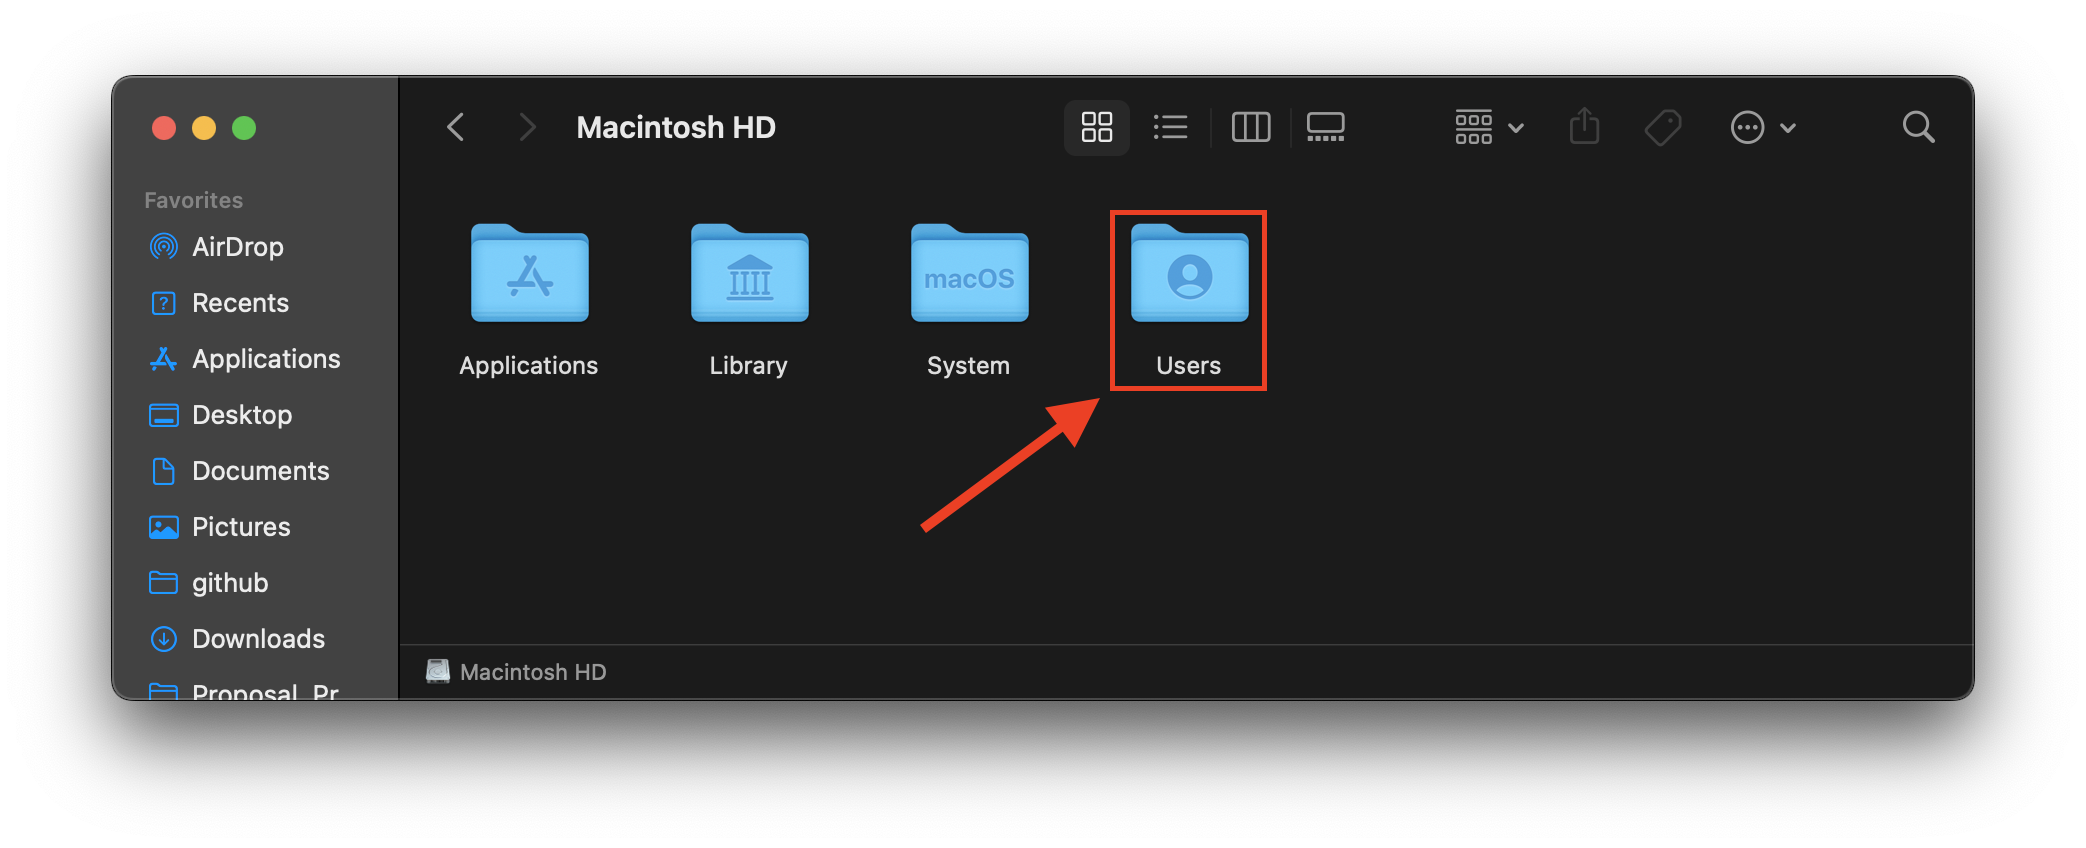 Macintosh HD
Favorites
AirDrop
Recents
Applications
Desktop
Documents
Pictures
github
Downloads
Proposal_Pr
macOS
Applications
Library
System
Users
Macintosh HD